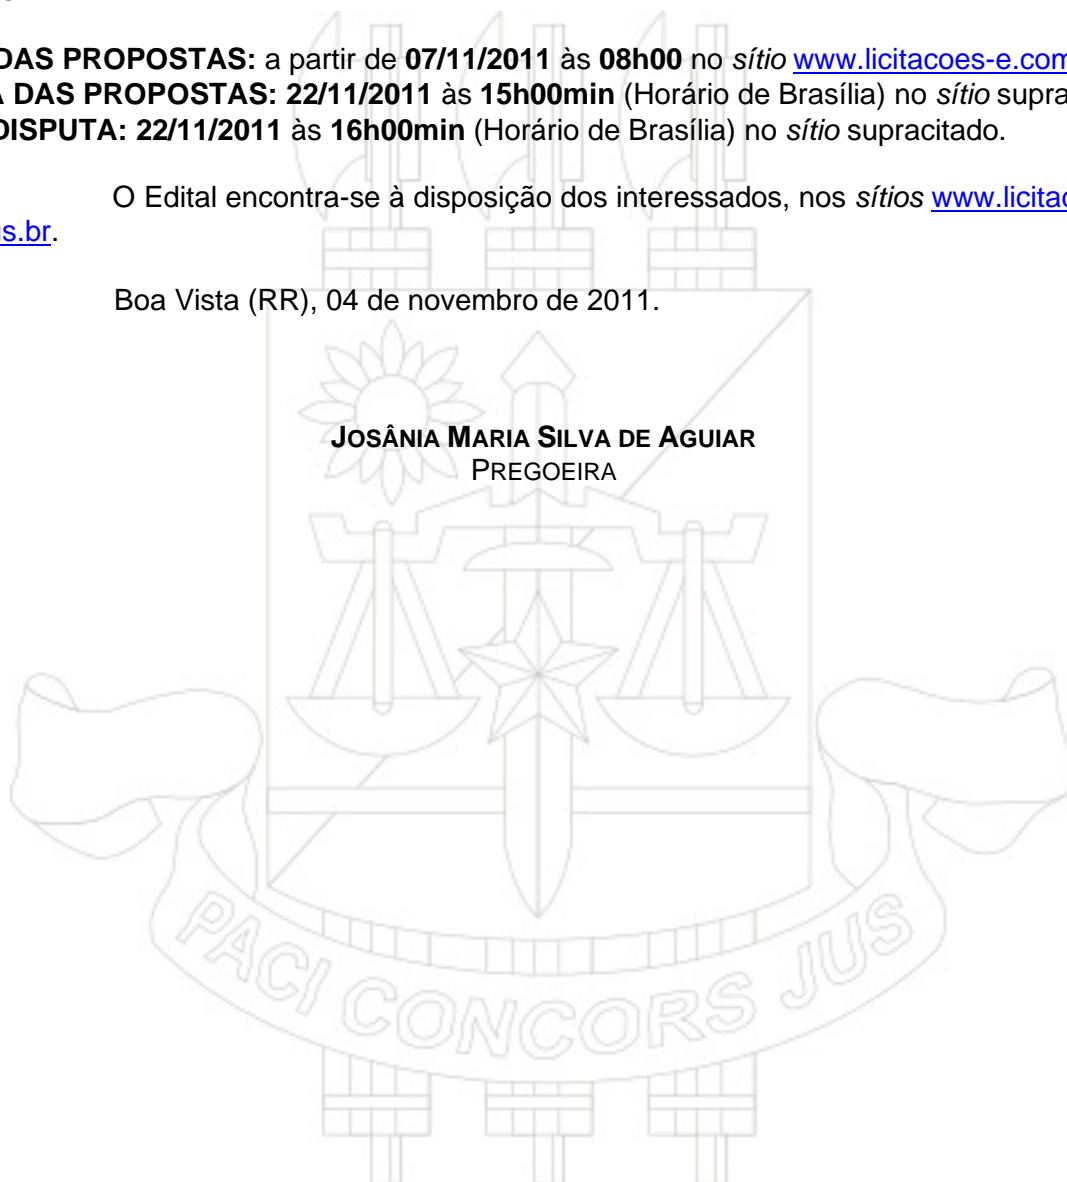 DAS PROPOSTAS: a partir de 07/11/2011 às 08h00 no sítio www.licitacoes-e.com
A DAS PROPOSTAS: 22/11/2011 às 15h00min (Horário de Brasília) no sítio supra
DISPUTA: 22/11/2011 às 16h00min (Horário de Brasília) no sítio supracitado.
O Edital encontra-se à disposição dos interessados, nos sítios www.licita
us.br.
Boa Vista (RR), 04 de novembro de 2011.
JOSÂNIA MARIA SILVA DE AGUIAR
PREGOEIRA
PACI CONCORS JUS